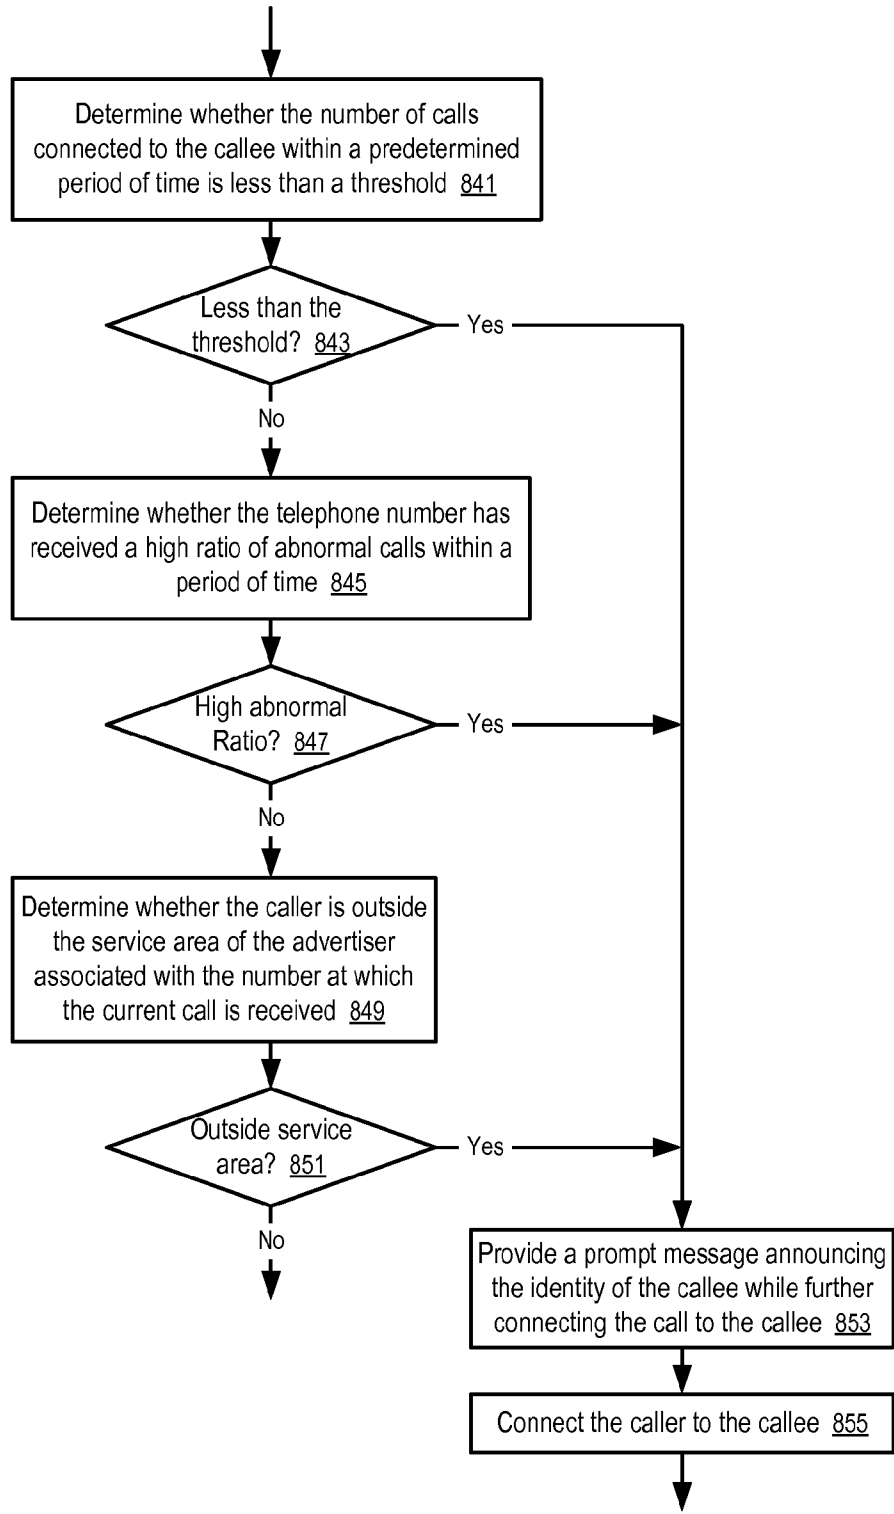 Determine whether the number of calls
connected to the callee within a predetermined
period of time is less than a threshold 841
Less than the
threshold? 843
Yes
No
Determine whether the telephone number has
received a high ratio of abnormal calls within a
period of time 845
High abnormal
Ratio? 847
Yes
No
Determine whether the caller is outside
the service area of the advertiser
associated with the number at which
the current call is received 849
Outside service
area? 851
Yes
No
Provide a prompt message announcing
the identity of the callee while further
connecting the call to the callee 853
Connect the caller to the callee 855